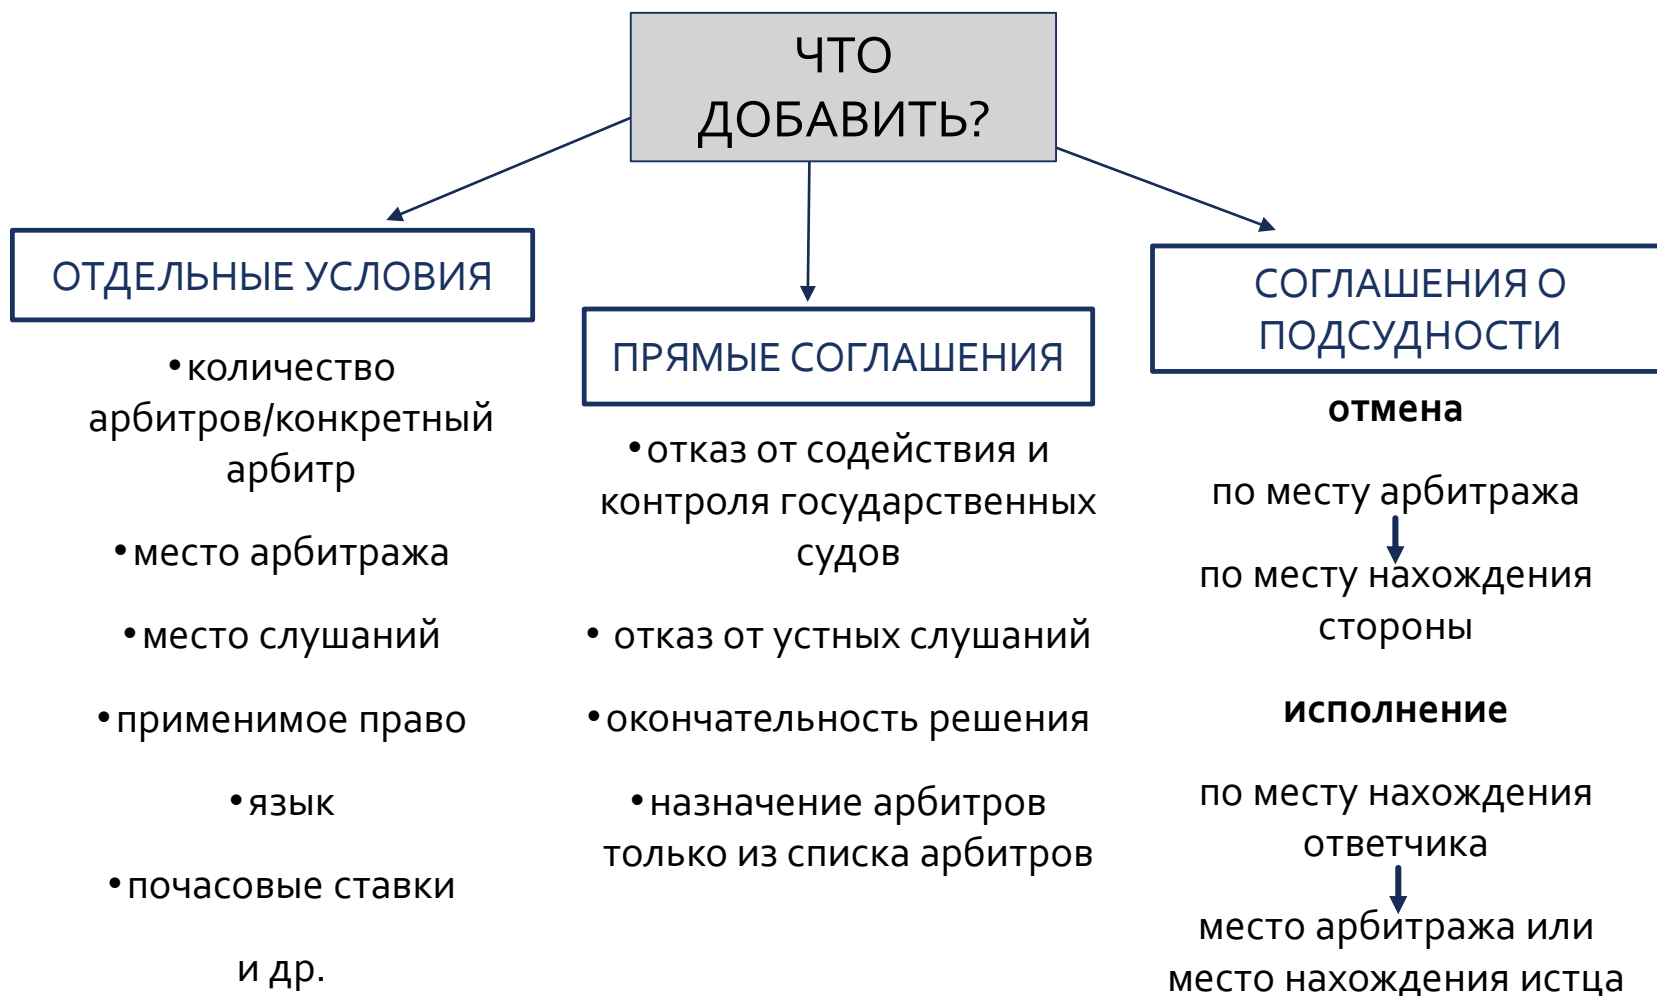 ЧТО
ДОБАВИТЬ?
ОТДЕЛЬНЫЕ УСЛОВИЯ
•количество
арбитров/конкретный
арбитр
•место арбитража
•место слушаний
•применимое право
•язык
•почасовые ставки
и др.
ПРЯМЫЕ СОГЛАШЕНИЯ
•отказ от содействия и
контроля государственных
судов
• отказ от устных слушаний
•окончательность решения
•назначение арбитров
только из списка арбитров
СОГЛАШЕНИЯ О
ПОДСУДНОСТИ
отмена
по месту арбитража
по месту нахождения
стороны
исполнение
по месту нахождения
ответчика
место арбитража или
место нахождения истца